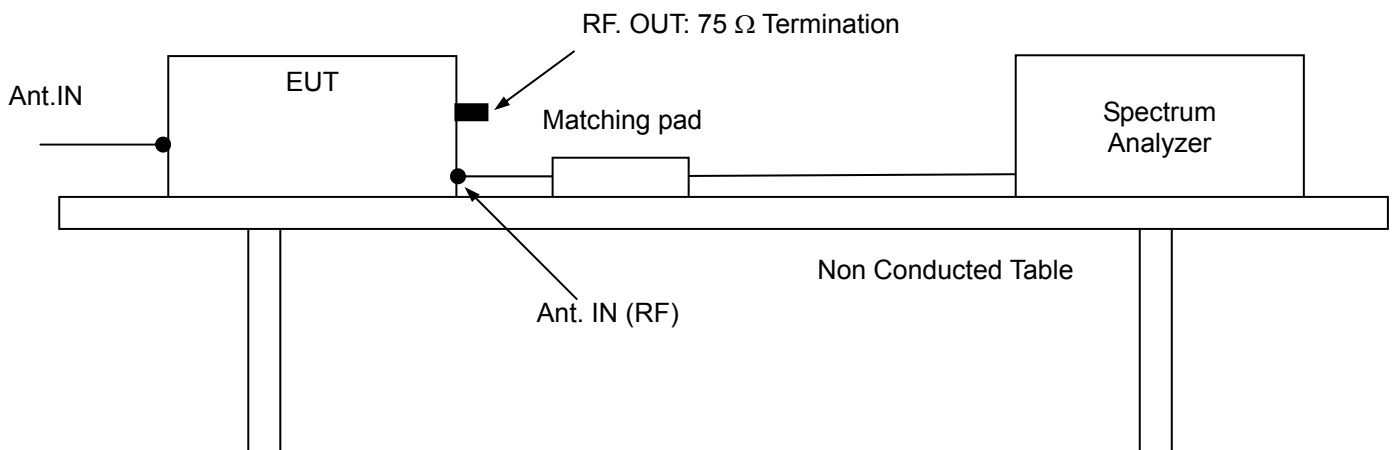 RF. OUT: 75 Ω Termination
Ant.IN
EUT
Matching pad
Spectrum
Analyzer
Non Conducted Table
Ant. IN (RF)